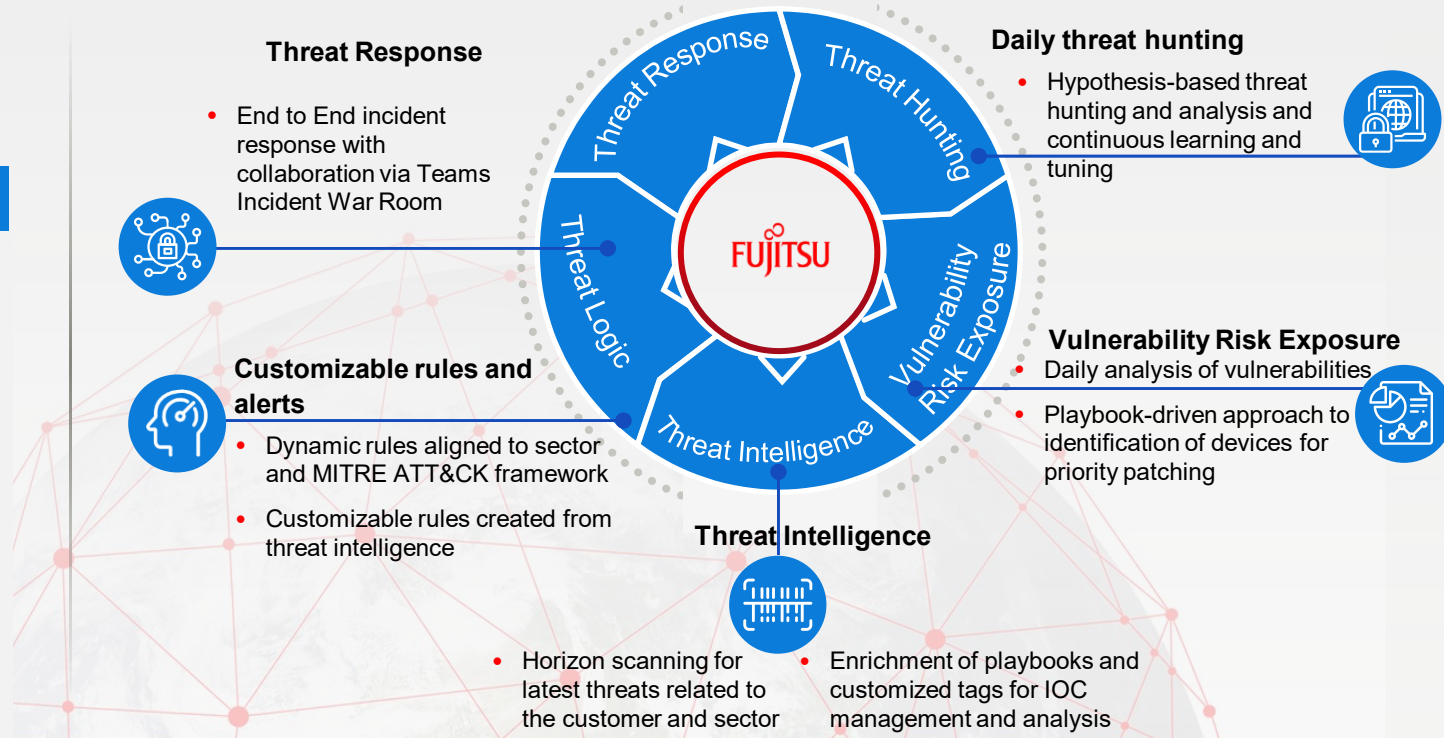 Threat Response
• End to End incident
response with
collaboration via Teams
Incident War Room
Customizable rules and
alerts
• Dynamic rules aligned to sector
and MITRE ATT&CK framework
• Customizable rules created from
threat intelligence
Threat Response
Threat Hunting
Vulnerability
Risk Exposure
Threat Intelligence
Threat Logic
FUJITSU
Daily threat hunting
• Hypothesis-based threat
hunting and analysis and
continuous learning and
tuning
Vulnerability Risk Exposure
• Daily analysis of vulnerabilities
• Playbook-driven approach to
identification of devices for
priority patching
Threat Intelligence
• Horizon scanning for
latest threats related to
the customer and sector
• Enrichment of playbooks and
customized tags for IOC
management and analysis